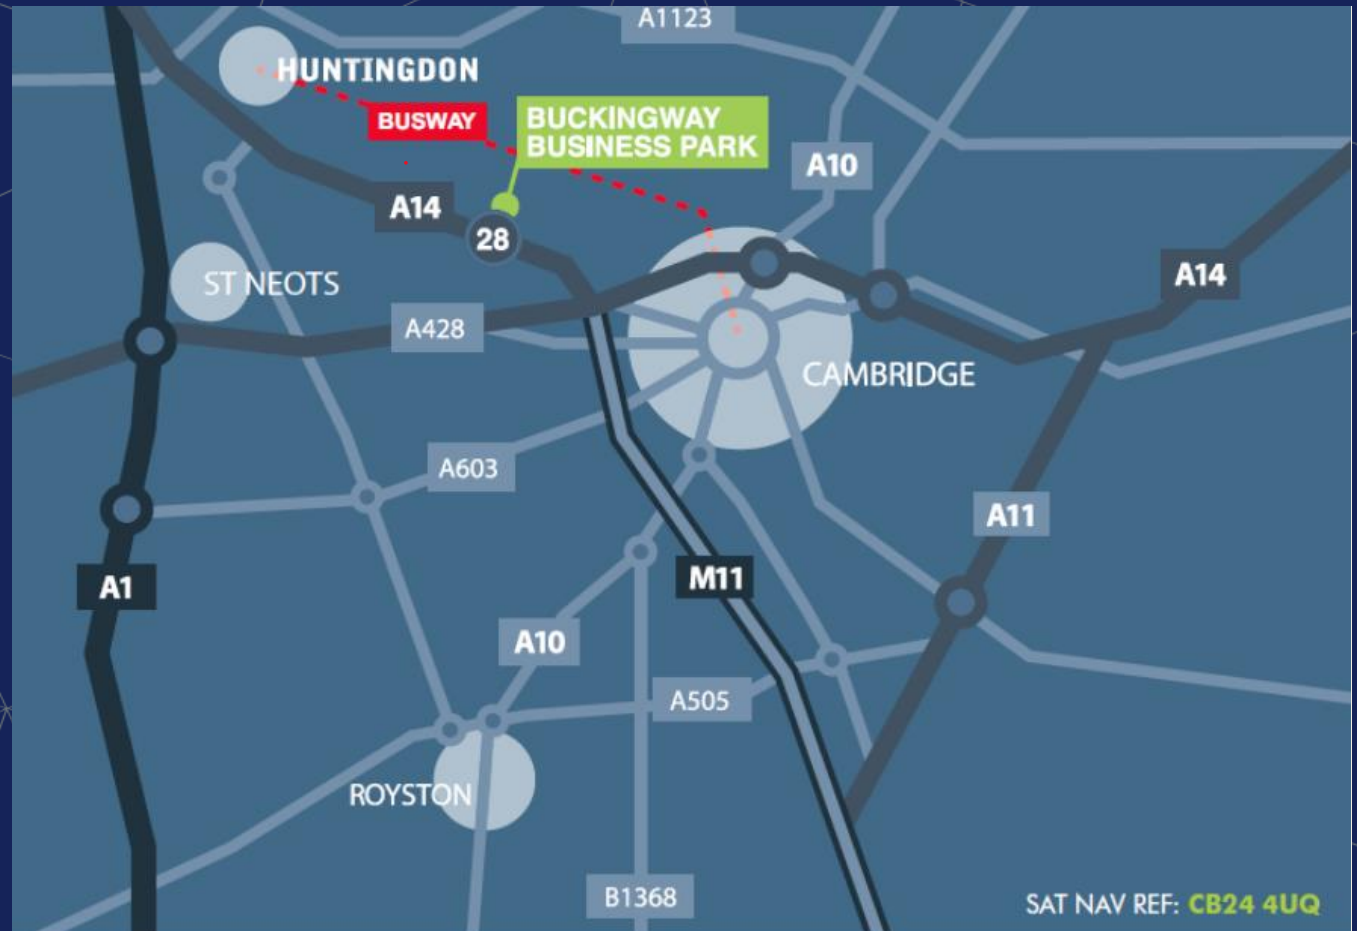 A1123
HUNTINGDON
BUSWAY
BUCKINGWAY
BUSINESS PARK
A10
A14
28
ST NEOTS
A14
A428
CAMBRIDGE
A603
A11
A1
M11
A10
A505
ROYSTON
B1368
SAT NAV REF: CB24 4UQ